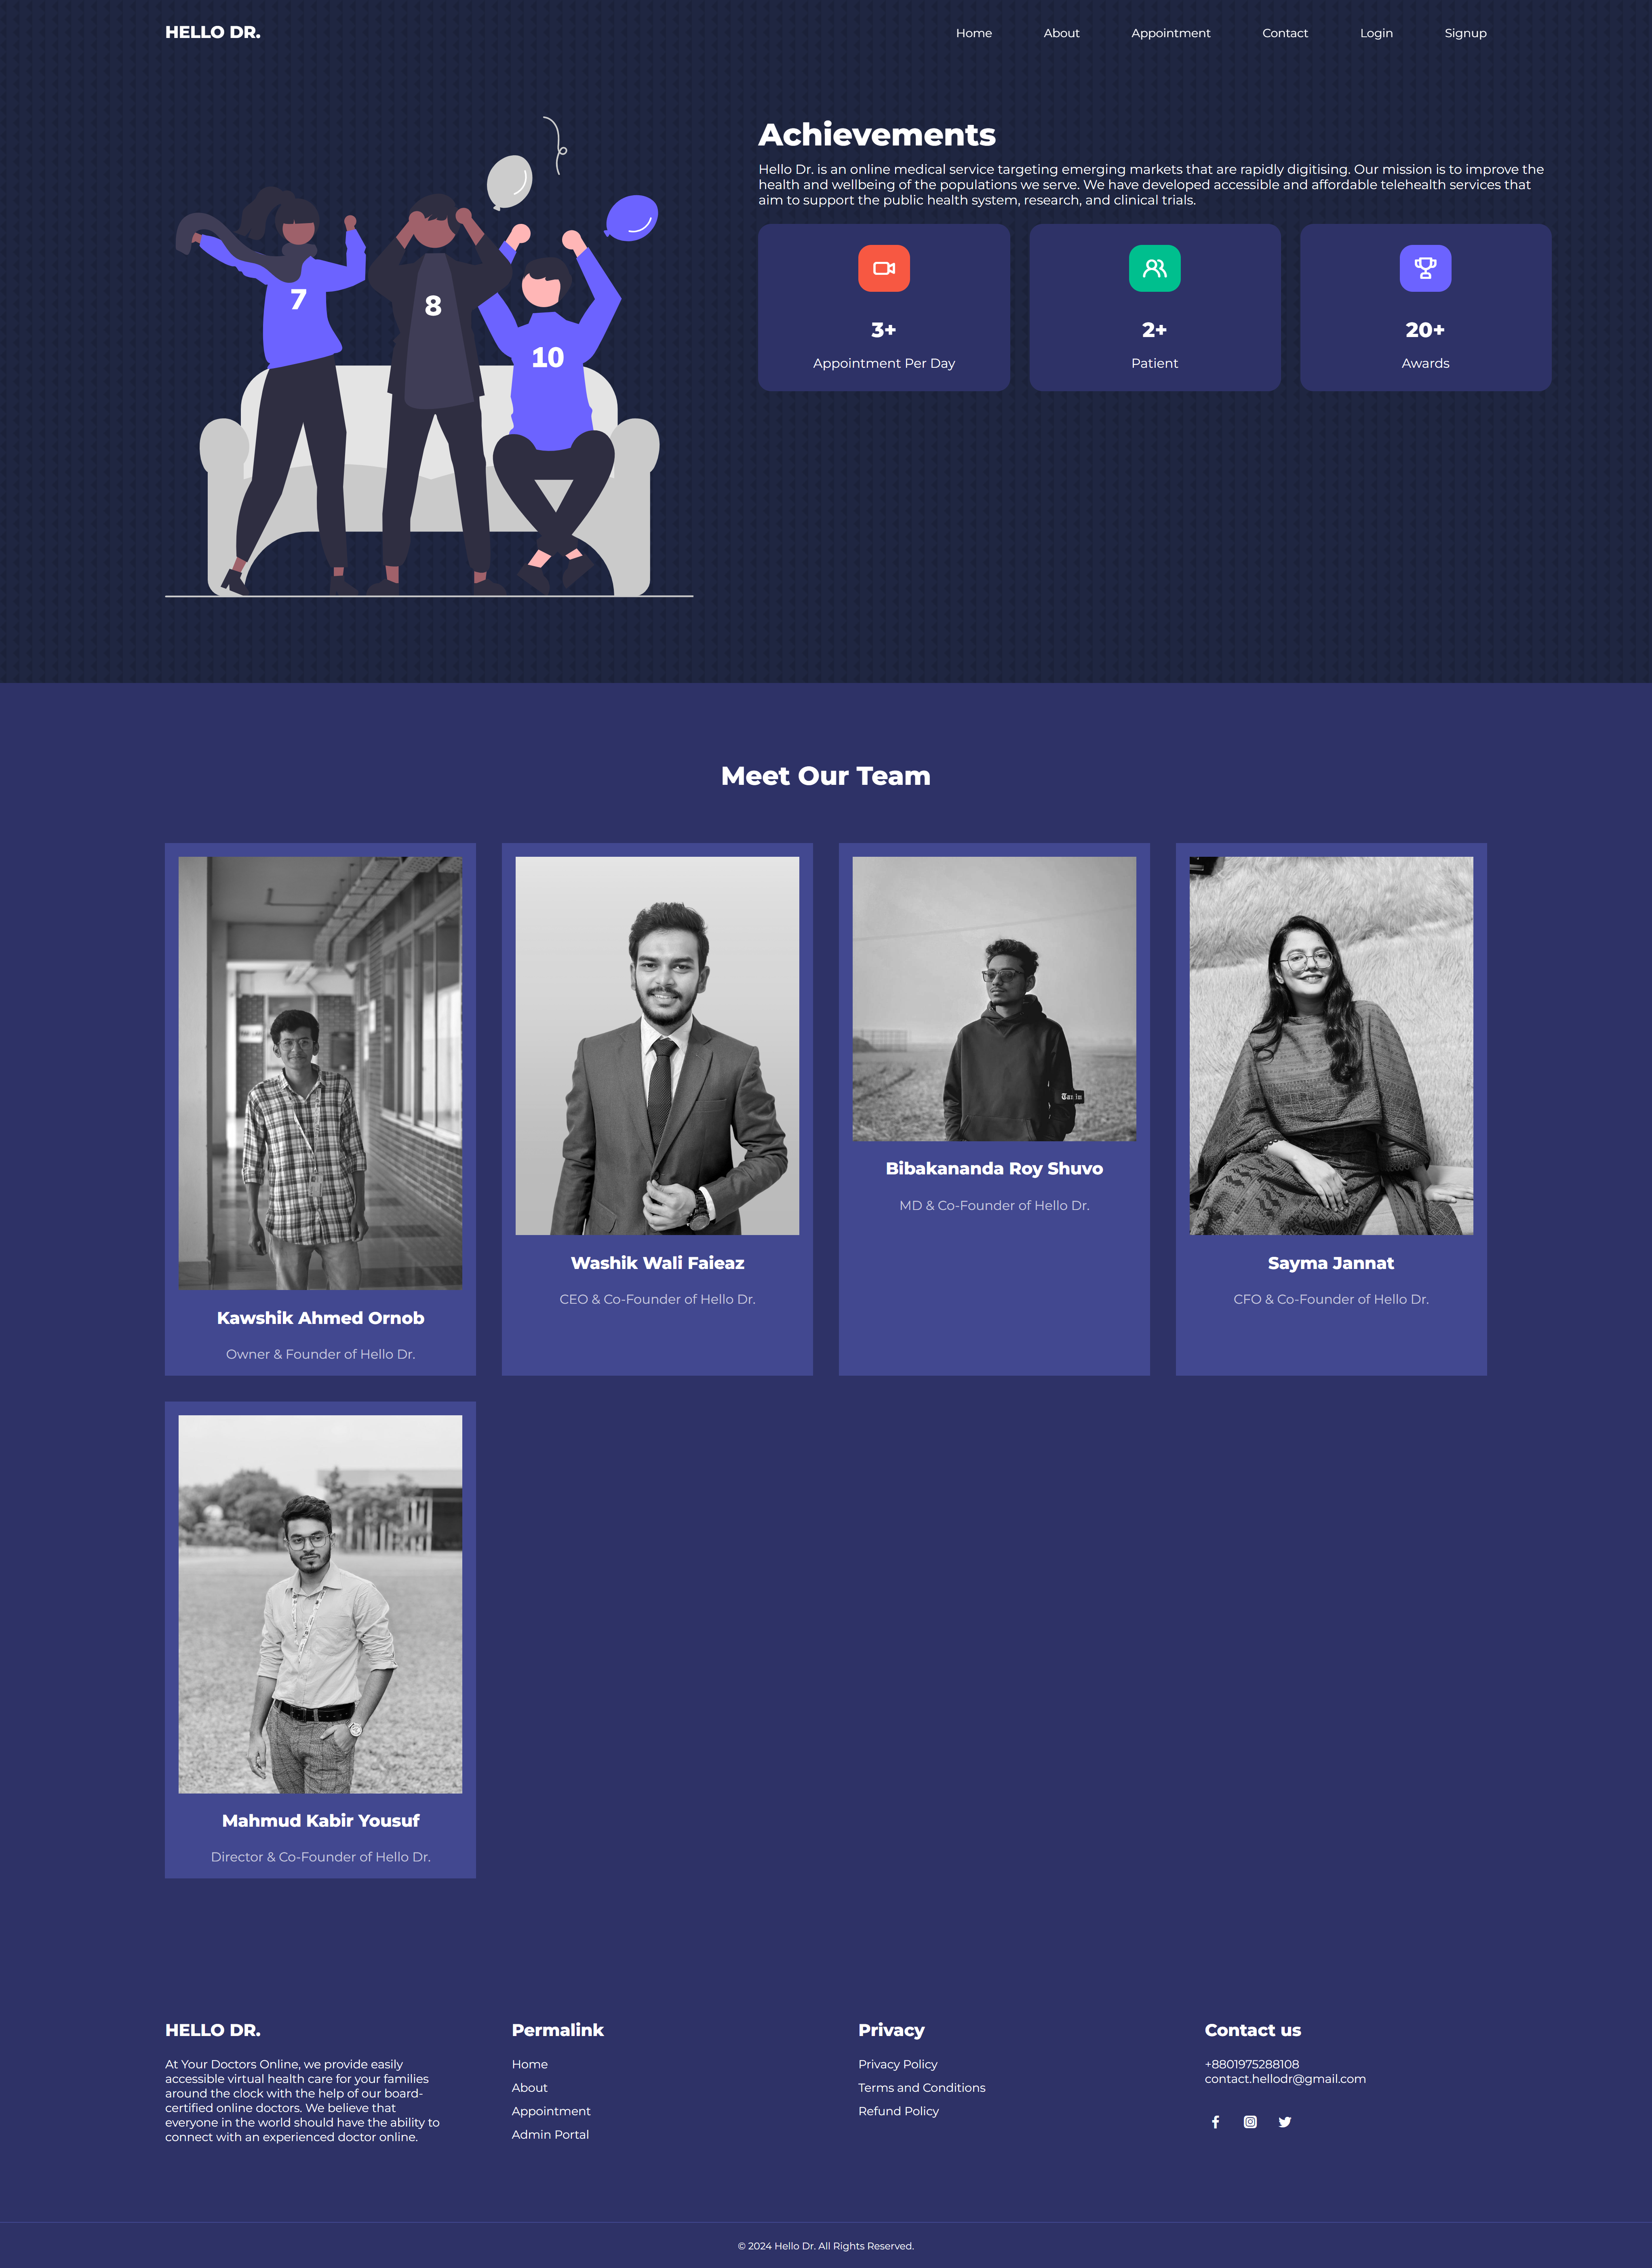 HELLO DR.
Home
About
Appointment
Contact
Login
Signup
Achievements
Hello Dr. is an online medical service targeting emerging markets that are rapidly digitising. Our mission is to improve the
health and wellbeing of the populations we serve. We have developed accessible and affordable telehealth services that
aim to support the public health system, research, and clinical trials.
7
8
10
3+
Appointment Per Day
2+
Patient
20+
Awards
Meet Our Team
Kawshik Ahmed Ornob
Owner & Founder of Hello Dr.
Washik Wali Faieaz
CEO & Co-Founder of Hello Dr.
Tan.im
Bibakananda Roy Shuvo
MD & Co-Founder of Hello Dr.
Sayma Jannat
CFO & Co-Founder of Hello Dr.
Mahmud Kabir Yousuf
Director & Co-Founder of Hello Dr.
HELLO DR.
At Your Doctors Online, we provide easily
accessible virtual health care for your families
around the clock with the help of our board-
certified online doctors. We believe that
everyone in the world should have the ability to
connect with an experienced doctor online.
Permalink
Home
About
Appointment
Admin Portal
Privacy
Privacy Policy
Terms and Conditions
Refund Policy
Contact us
+8801975288108
contact.hellodr@gmail.com
© 2024 Hello Dr. All Rights Reserved.